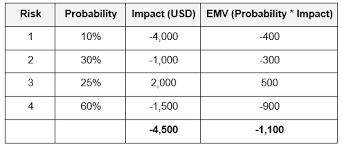 Risk Probability Impact (USD) EMV (Probability * Impact)
1 10% -4,000 -400
2 30% -1,000 -300
3 25% 2,000 500
4 60% -1,500 -900
-4,500 -1,100